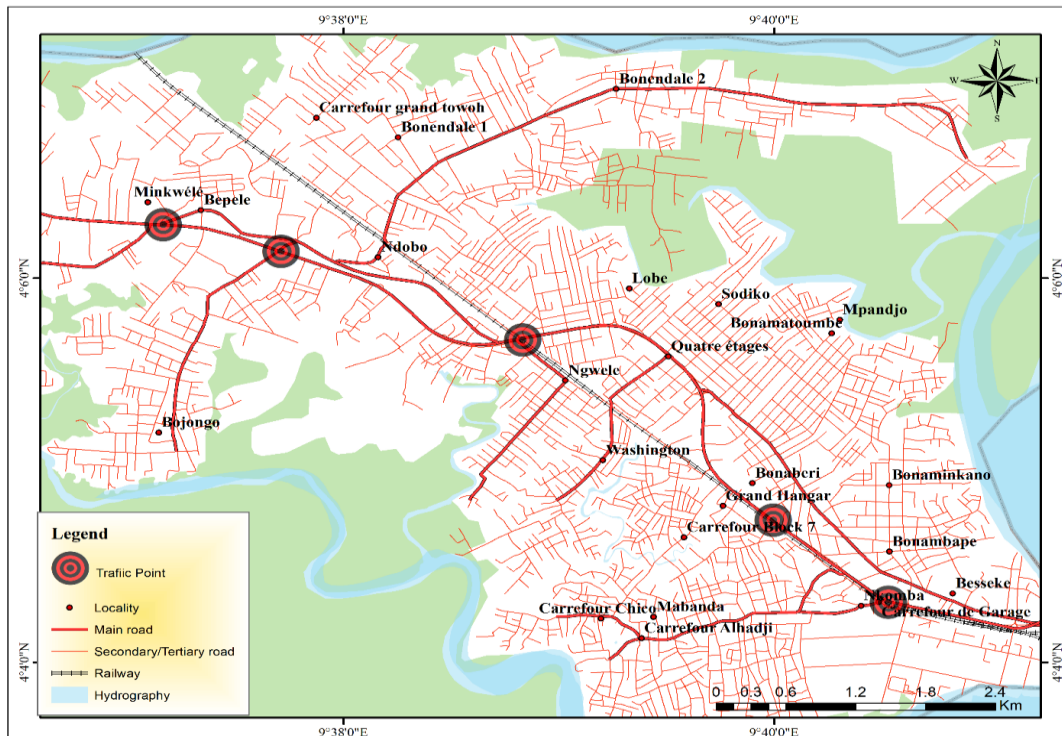 9°38'0"E
9°40'0"E
N
W
E
S
Bonendale 2
Carrefour grand towoh
Bonendale 1
Minkwélé
Bepele
Ndobo
4°6'0"N
4°6'0"N
Lobe
Sodiko
Mpandjo
Bonamatoumbe
Quatre étages
Ngwele
Bojongo
Washington
Bonaberi
Bonaminkano
Grand Hangar
Carrefour Block 7
Bonambape
Besseke
Nkomba
Carrefour de Garage
Carrefour Chico
Mabanda
Carrefour Alhadji
4°4'0"N
4°4'0"N
Legend
Trafiic Point
Locality
Main road
Secondary/Tertiary road
Railway
Hydrography
0 0.3 0.6 1.2 1.8 2.4
Km
9°38'0"E
9°40'0"E